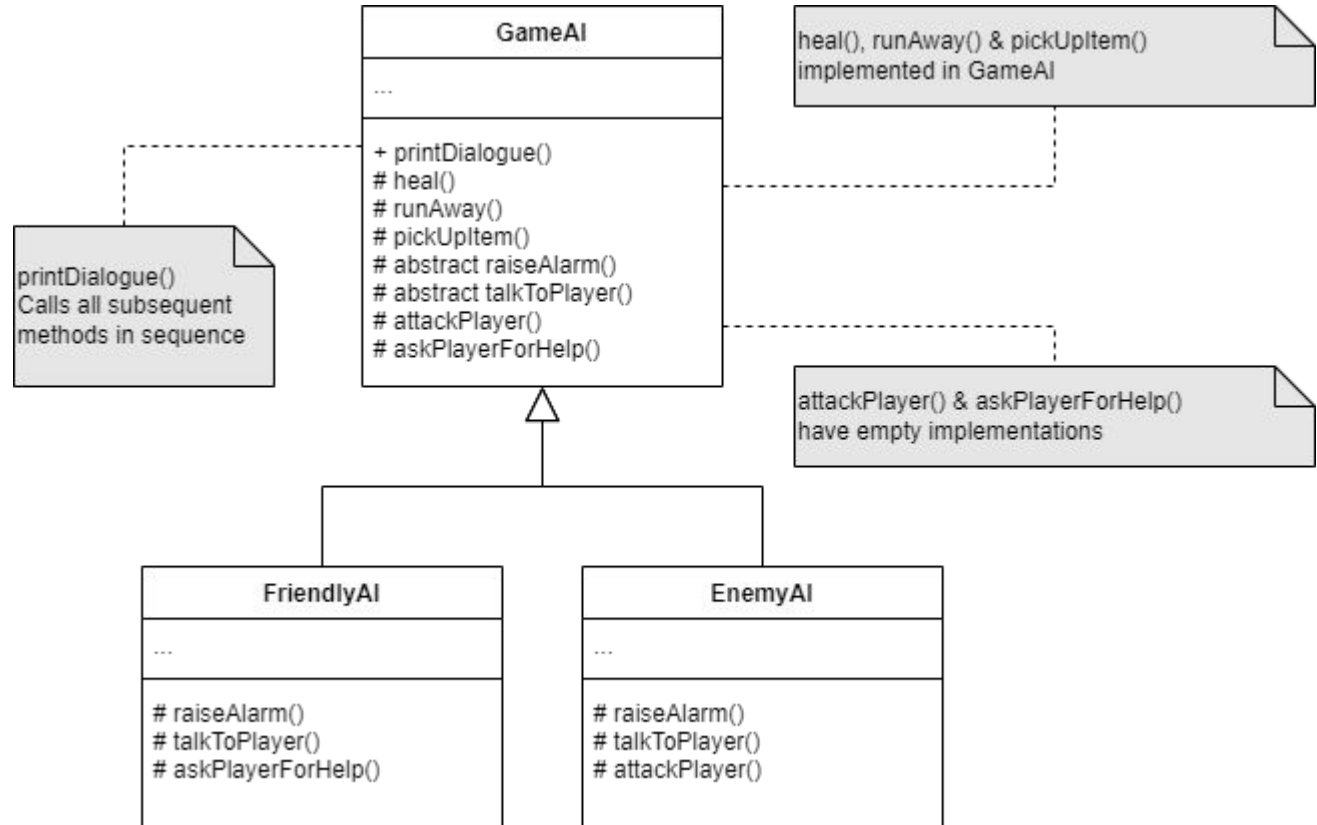 GameAI
...
+ printDialogue()
# heal()
# runAway()
# pickUpItem()
# abstract raiseAlarm()
# abstract talkToPlayer()
# attackPlayer()
# askPlayerForHelp()
heal(), runAway() & pickUpItem()
implemented in GameAI
printDialogue()
Calls all subsequent
methods in sequence
attackPlayer() & askPlayerForHelp()
have empty implementations
FriendlyAI
...
# raiseAlarm()
# talkToPlayer()
# askPlayerForHelp()
EnemyAI
...
# raiseAlarm()
# talkToPlayer()
# attackPlayer()